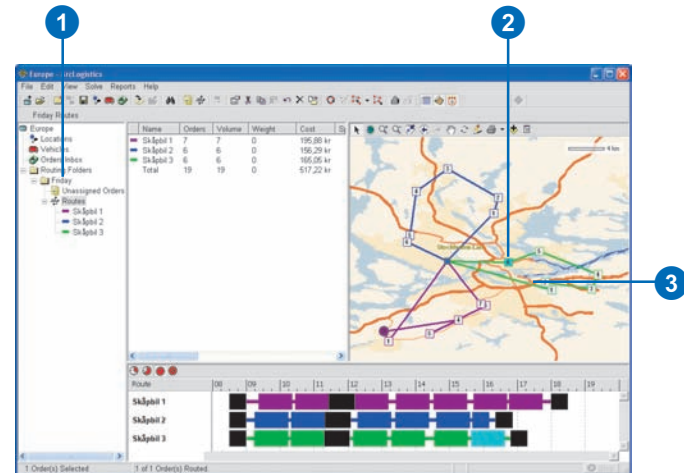 1
2
3
Europe - ArcLogistics
File Edit View Solve Reports Help
Friday Routes
Europe
Locations
Vehicles
Orders Inbox
Routing Folders
Friday
Unassigned Orders
Routes
Skåpbil 1
Skåpbil 2
Skåpbil 3
Name Orders Volume Weight Cost
Skåpbil 1 7 7 0 195,88 kr
Skåpbil 2 6 6 0 156,29 kr
Skåpbil 3 6 6 0 165,05 kr
Total 19 19 0 517,22 kr
4 km
Route 08 09 10 11 12 13 14 15 16 17 18 19
Skåpbil 1
Skåpbil 2
Skåpbil 3
1 Order(s) Selected 1 of 1 Order(s) Routed.